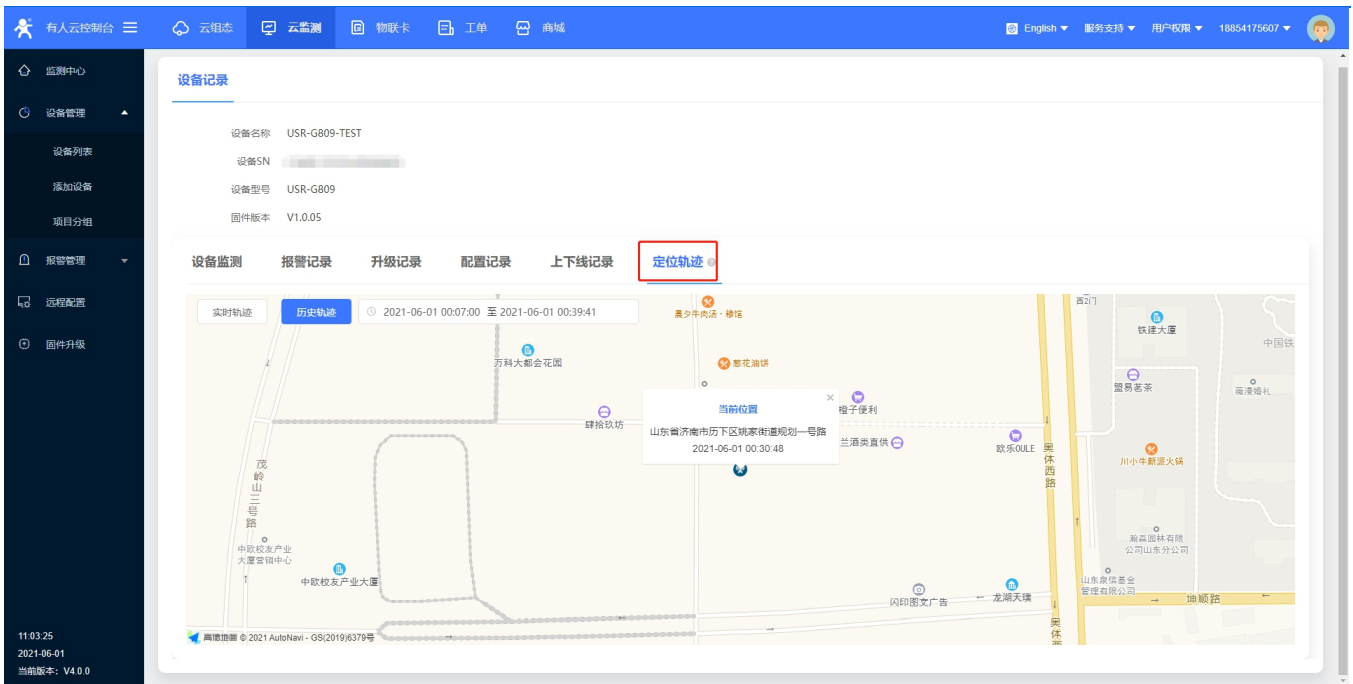 有人云控制台 云组态 云监测 物联卡 工单 商城 English 服务支持 用户权限 18854175607
监测中心
设备管理
设备列表
添加设备
项目分组
报警管理
远程配置
固件升级
11:03:25
2021-06-01
当前版本：V4.0.0
设备记录
设备名称 USR-G809-TEST
设备SN
设备型号 USR-G809
固件版本 V1.0.05
设备监测 报警记录 升级记录 配置记录 上下线记录 定位轨迹
实时轨迹 历史轨迹 2021-06-01 00:07:00 至 2021-06-01 00:39:41
晨夕牛肉汤·穆馆
西2门
铁建大厦
中国铁
万科大都会花园
葱花油饼
盟易茗茶
薇漫婚礼
当前位置
山东省济南市历下区姚家街道规划一号路
2021-06-01 00:30:48
橙子便利
肆拾玖坊
兰酒类直供
欧乐OULE
奥体西路
川小牛新派火锅
茂岭山三号路
中欧校友产业
大厦营销中心
中欧校友产业大厦
瀚森园林有限
公司山东分公司
闪印图文广告
龙湖天璞
山东泉信基金
管理有限公司
坤顺路
奥体西
高德地图 © 2021 AutoNavi - GS(2019)6379号